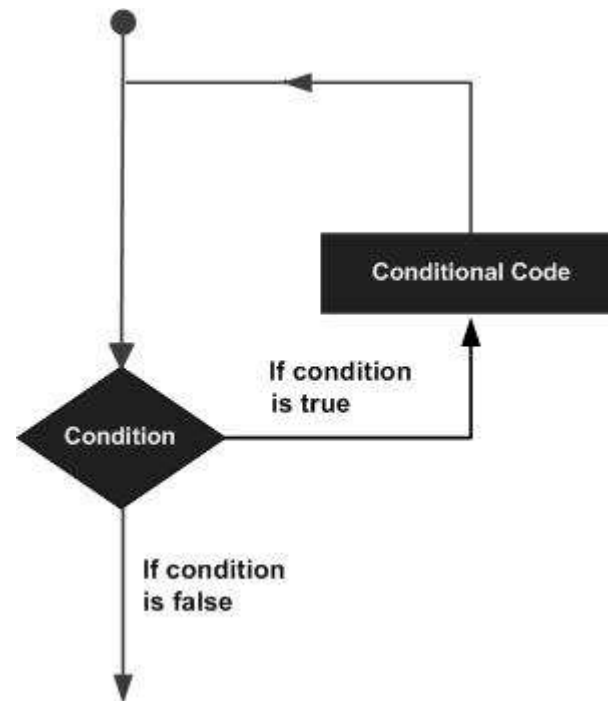 Conditional Code
If condition
is true
Condition
If condition
is false